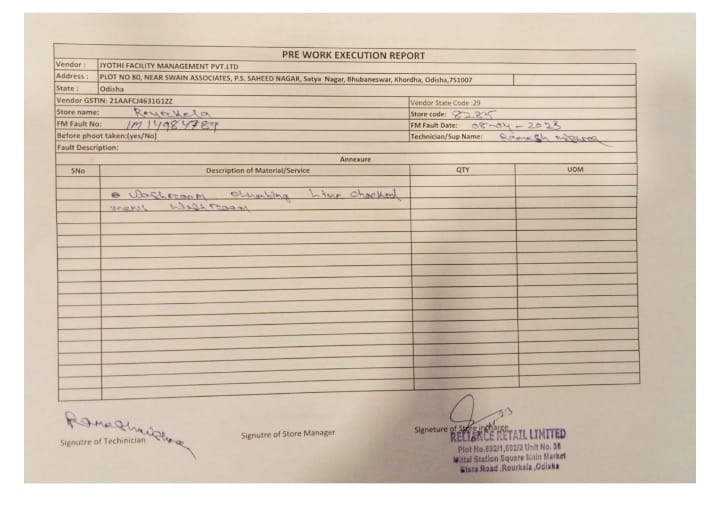 PRE WORK EXECUTION REPORT
Vendor : JYOTHI FACILITY MANAGEMENT PVT.LTD
Address : PLOT NO 80, NEAR SWAIN ASSOCIATES, P.S. SAHEED NAGAR, Satya Nagar, Bhubaneswar, Khordha, Odisha,751007
State : Odisha
Vendor GSTIN: 21AAFCJ4631G1ZZ Vendor State Code :29
Store name: Rourkela Store code: 8285
FM Fault No: IM14984789 FM Fault Date: 08-04-2023
Before phoot taken:(yes/No) Technician/Sup Name: Ramesh
Fault Description:
Annexure
SNo Description of Material/Service QTY UOM
Washroom Line checked
mens washroom
Signutre of Techinician Signutre of Store Manager Signeture of Store incharge
RELIANCE RETAIL LIMITED
Plot No.692/1,692/2 Unit No. 36
Mittal Station Square Main Market
Bisra Road ,Rourkela ,Odisha